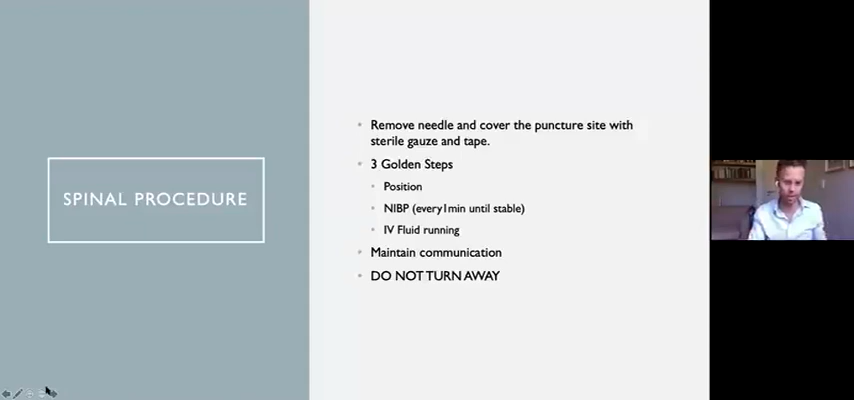 SPINAL PROCEDURE
Remove needle and cover the puncture site with
sterile gauze and tape.
3 Golden Steps
Position
NIBP (every1min until stable)
IV Fluid running
Maintain communication
DO NOT TURN AWAY